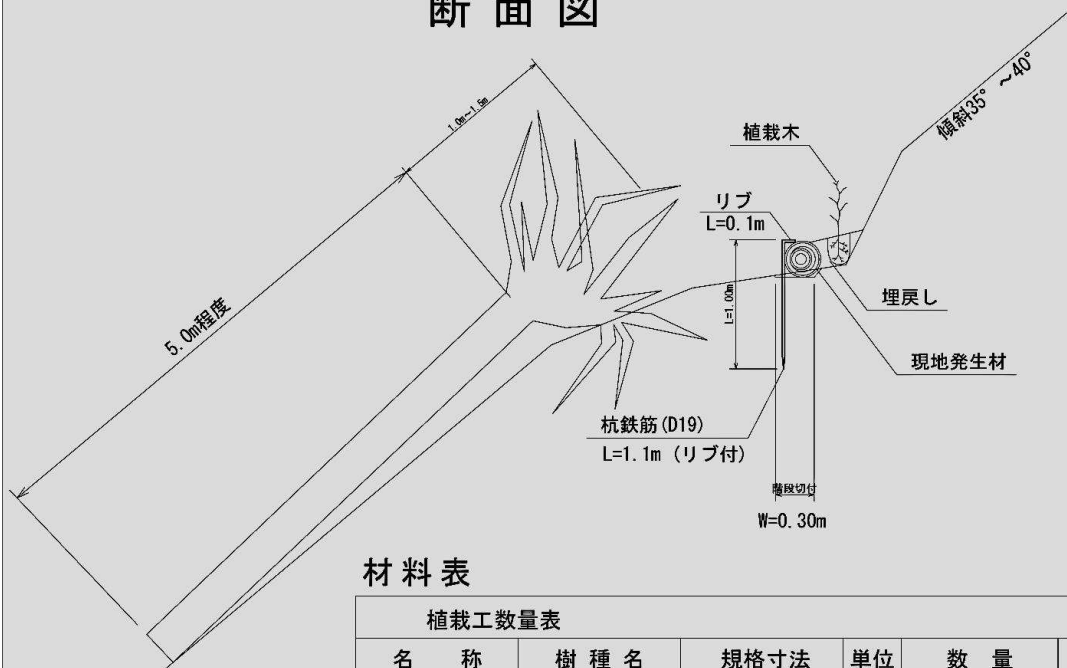 断面図
1.0m~1.5m
傾斜35° ~40°
植栽木
リブ
L=0.1m
L=1.00m
5.0m程度
埋戻し
現地発生材
杭鉄筋(D19)
L=1.1m (リブ付)
階段切付
W=0.30m
材料表
植栽工数量表
名 称 樹種名 規格寸法 単位 数 量